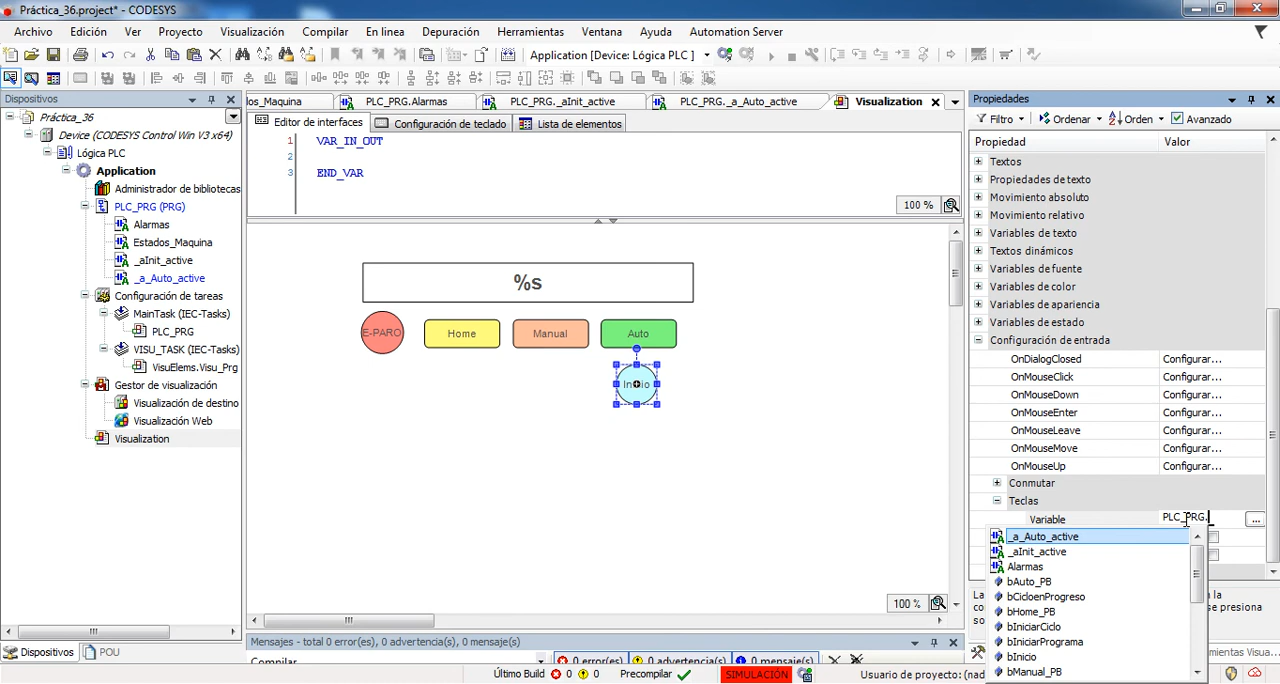 Práctica_36.project* - CODESYS
Archivo Edición Ver Proyecto Visualización Compilar En linea Depuración Herramientas Ventana Ayuda Automation Server
Application [Device: Lógica PLC ]
Dispositivos
Práctica_36
Device (CODESYS Control Win V3 x64)
Lógica PLC
Application
Administrador de bibliotecas
PLC_PRG (PRG)
Alarmas
Estados_Maquina
_aInit_active
_a_Auto_active
Configuración de tareas
MainTask (IEC-Tasks)
PLC_PRG
VISU_TASK (IEC-Tasks)
VisuElems.Visu_Prg
Gestor de visualización
Visualización de destino
Visualización Web
Visualization
Dispositivos POU
los_Maquina PLC_PRG.Alarmas PLC_PRG._aInit_active PLC_PRG._a_Auto_active Visualization
Editor de interfaces Configuración de teclado Lista de elementos
1 VAR_IN_OUT
2
3 END_VAR
100 %
%s
E-PARO Home Manual Auto
Inicio
100 %
Mensajes - total 0 error(es), 0 advertencia(s), 0 mensaje(s)
Compilar 0 error(es) 0 advertencia(s) 0 mensaje(s)
Propiedades
Filtro Ordenar Orden Avanzado
Propiedad Valor
Textos
Propiedades de texto
Movimiento absoluto
Movimiento relativo
Variables de texto
Textos dinámicos
Variables de fuente
Variables de color
Variables de apariencia
Variables de estado
Configuración de entrada
OnDialogClosed Configurar...
OnMouseClick Configurar...
OnMouseDown Configurar...
OnMouseEnter Configurar...
OnMouseLeave Configurar...
OnMouseMove Configurar...
OnMouseUp Configurar...
Conmutar
Teclas
Variable PLC_PRG. ...
_a_Auto_active
_aInit_active
Alarmas
bAuto_PB
bCicloenProgreso
bHome_PB
bIniciarCiclo
bIniciarPrograma
bInicio
bManual_PB
Último Build 0 0 Precompilar SIMULACIÓN Usuario de proyecto: (nad